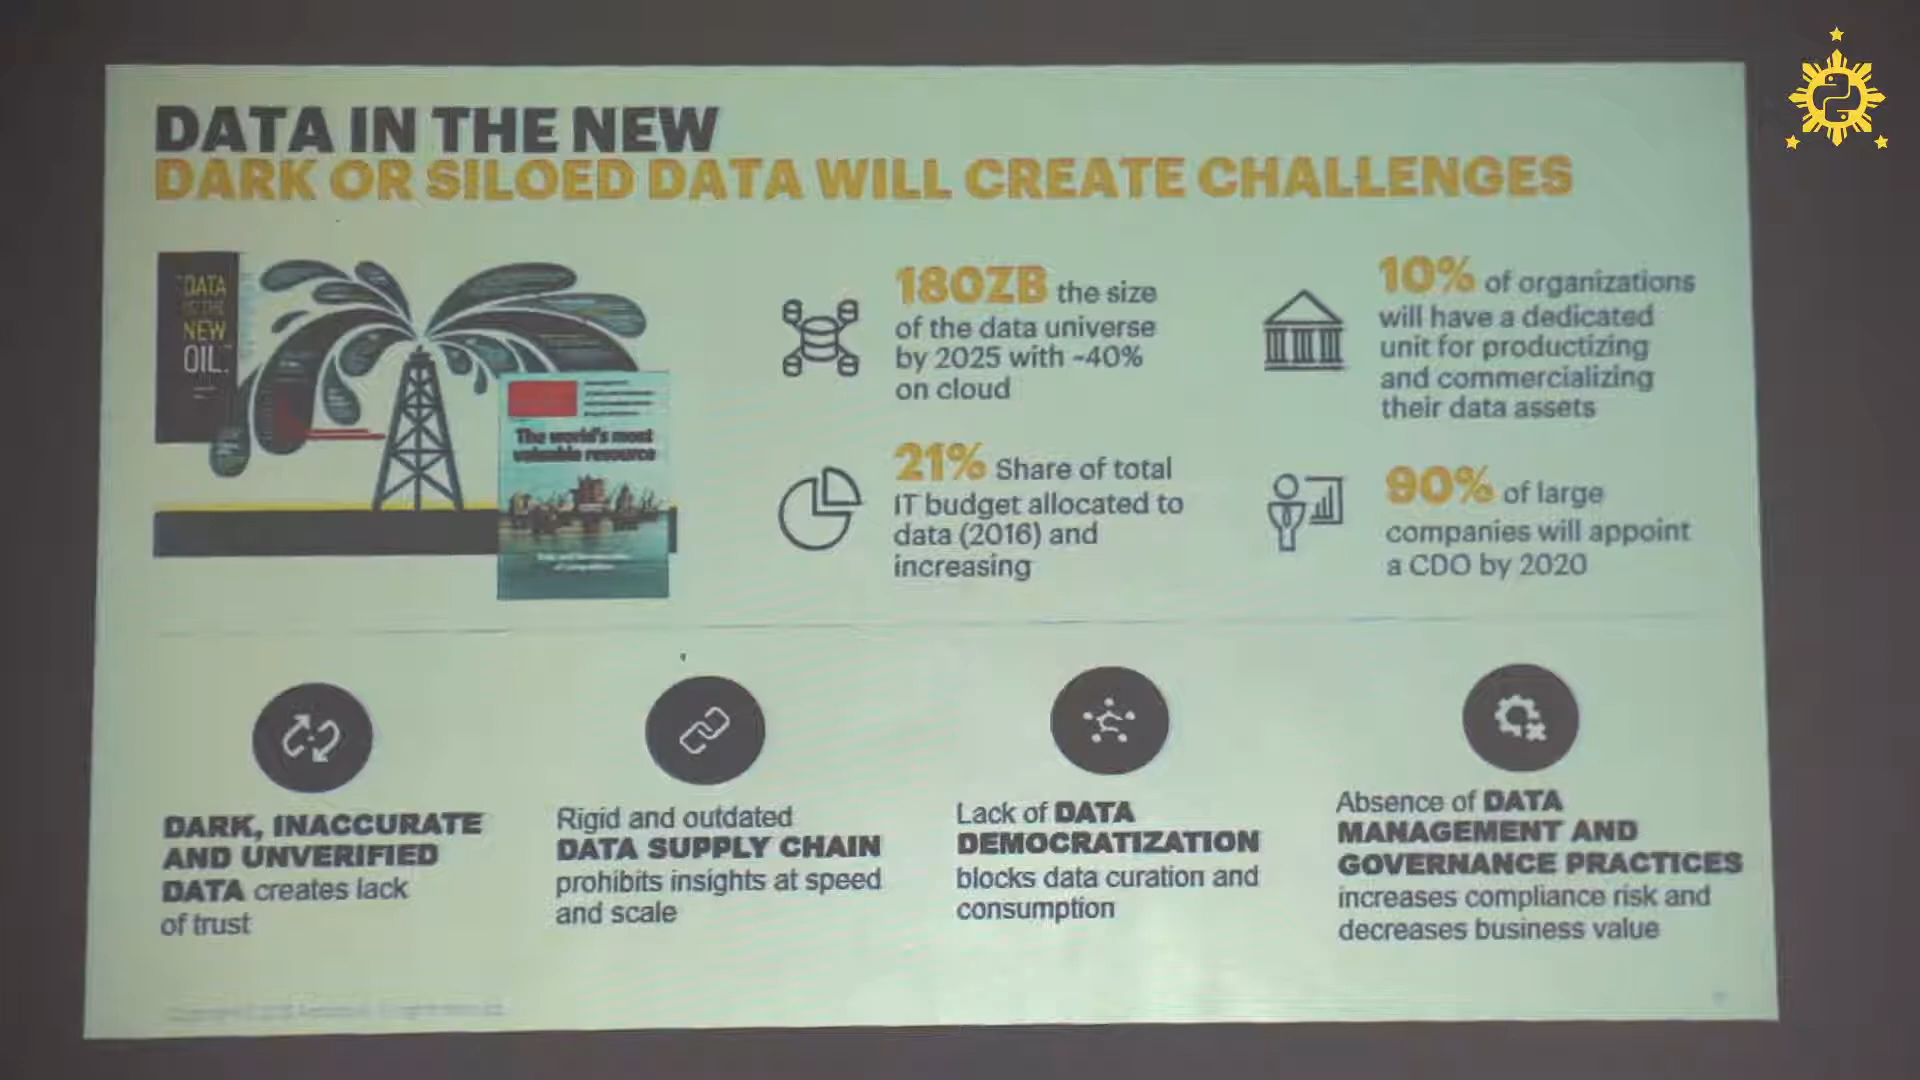 DATA IN THE NEW
DARK OR SILOED DATA WILL CREATE CHALLENGES
"DATA
IS THE
NEW
OIL."
The world's most
valuable resource
180ZB the size
of the data universe
by 2025 with ~40%
on cloud
10% of organizations
will have a dedicated
unit for productizing
and commercializing
their data assets
21% Share of total
IT budget allocated to
data (2016) and
increasing
90% of large
companies will appoint
a CDO by 2020
DARK, INACCURATE
AND UNVERIFIED
DATA creates lack
of trust
Rigid and outdated
DATA SUPPLY CHAIN
prohibits insights at speed
and scale
Lack of DATA
DEMOCRATIZATION
blocks data curation and
consumption
Absence of DATA
MANAGEMENT AND
GOVERNANCE PRACTICES
increases compliance risk and
decreases business value